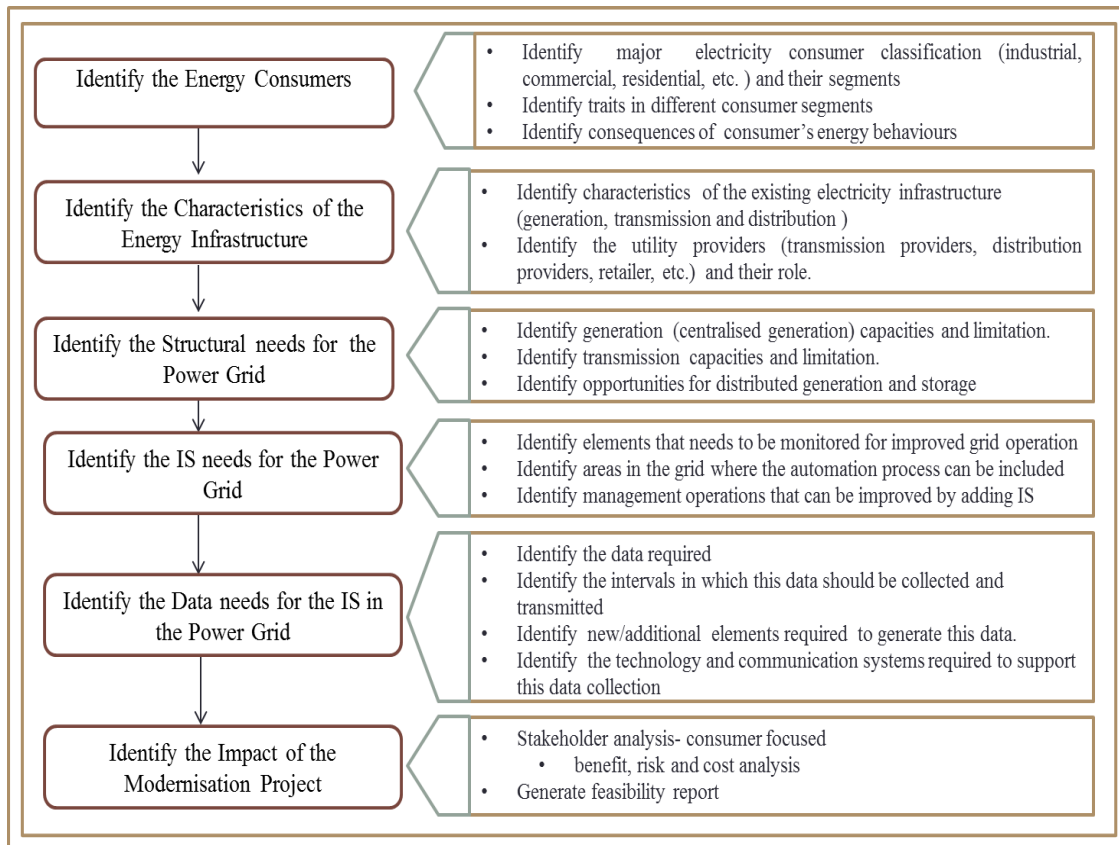 Identify the Energy Consumers
• Identify major electricity consumer classification (industrial,
commercial, residential, etc. ) and their segments
• Identify traits in different consumer segments
• Identify consequences of consumer's energy behaviours
Identify the Characteristics of the
Energy Infrastructure
• Identify characteristics of the existing electricity infrastructure
(generation, transmission and distribution )
• Identify the utility providers (transmission providers, distribution
providers, retailer, etc.) and their role.
Identify the Structural needs for the
Power Grid
• Identify generation (centralised generation) capacities and limitation.
• Identify transmission capacities and limitation.
• Identify opportunities for distributed generation and storage
Identify the IS needs for the Power
Grid
• Identify elements that needs to be monitored for improved grid operation
• Identify areas in the grid where the automation process can be included
• Identify management operations that can be improved by adding IS
Identify the Data needs for the IS in
the Power Grid
• Identify the data required
• Identify the intervals in which this data should be collected and
transmitted
• Identify new/additional elements required to generate this data.
• Identify the technology and communication systems required to support
this data collection
Identify the Impact of the
Modernisation Project
• Stakeholder analysis- consumer focused
• benefit, risk and cost analysis
• Generate feasibility report